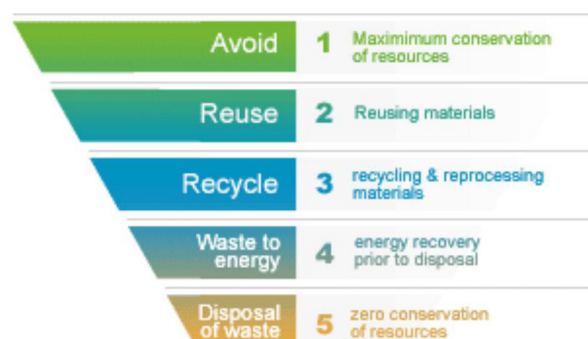 Avoid 1 Maximimum conservation
of resources
Reuse 2 Reusing materials
Recycle 3 recycling & reprocessing
materials
Waste to
energy 4 energy recovery
prior to disposal
Disposal
of waste 5 zero conservation
of resources